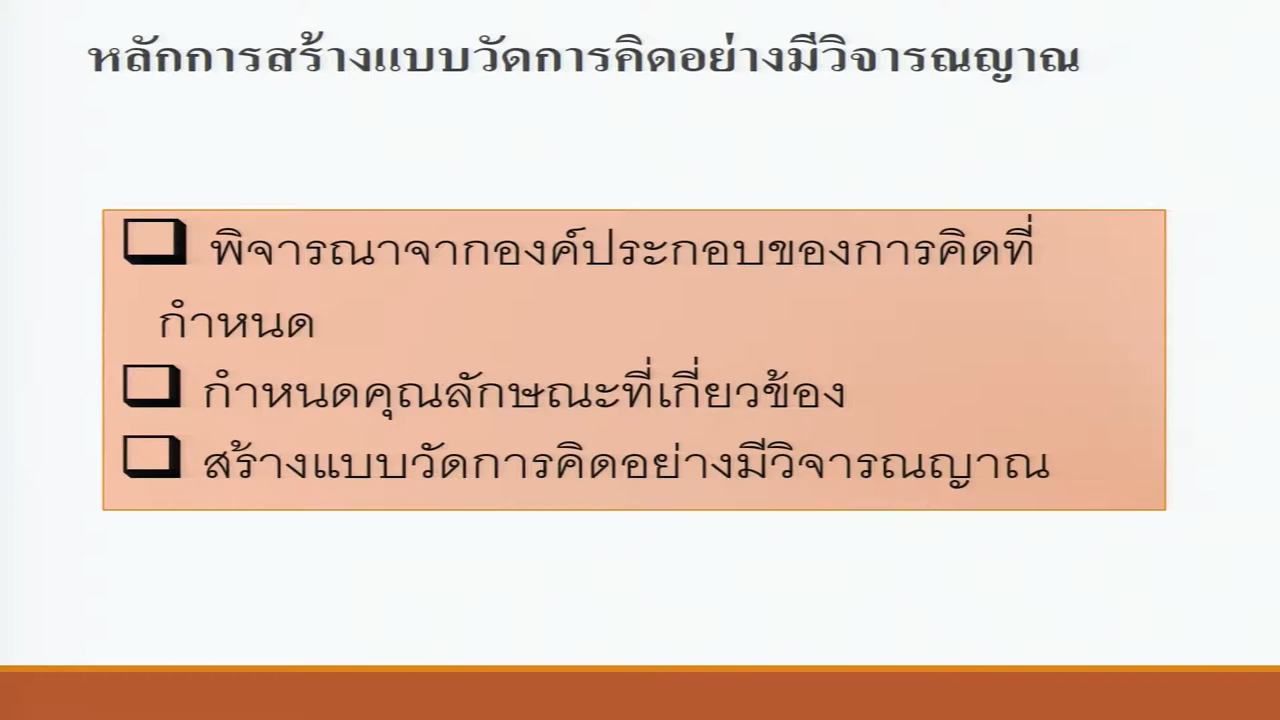 หลักการสร้างแบบวัดการคิดอย่างมีวิจารณญาณ
พิจารณาจากองค์ประกอบของการคิดที่
กำหนด
กำหนดคุณลักษณะที่เกี่ยวข้อง
สร้างแบบวัดการคิดอย่างมีวิจารณญาณ